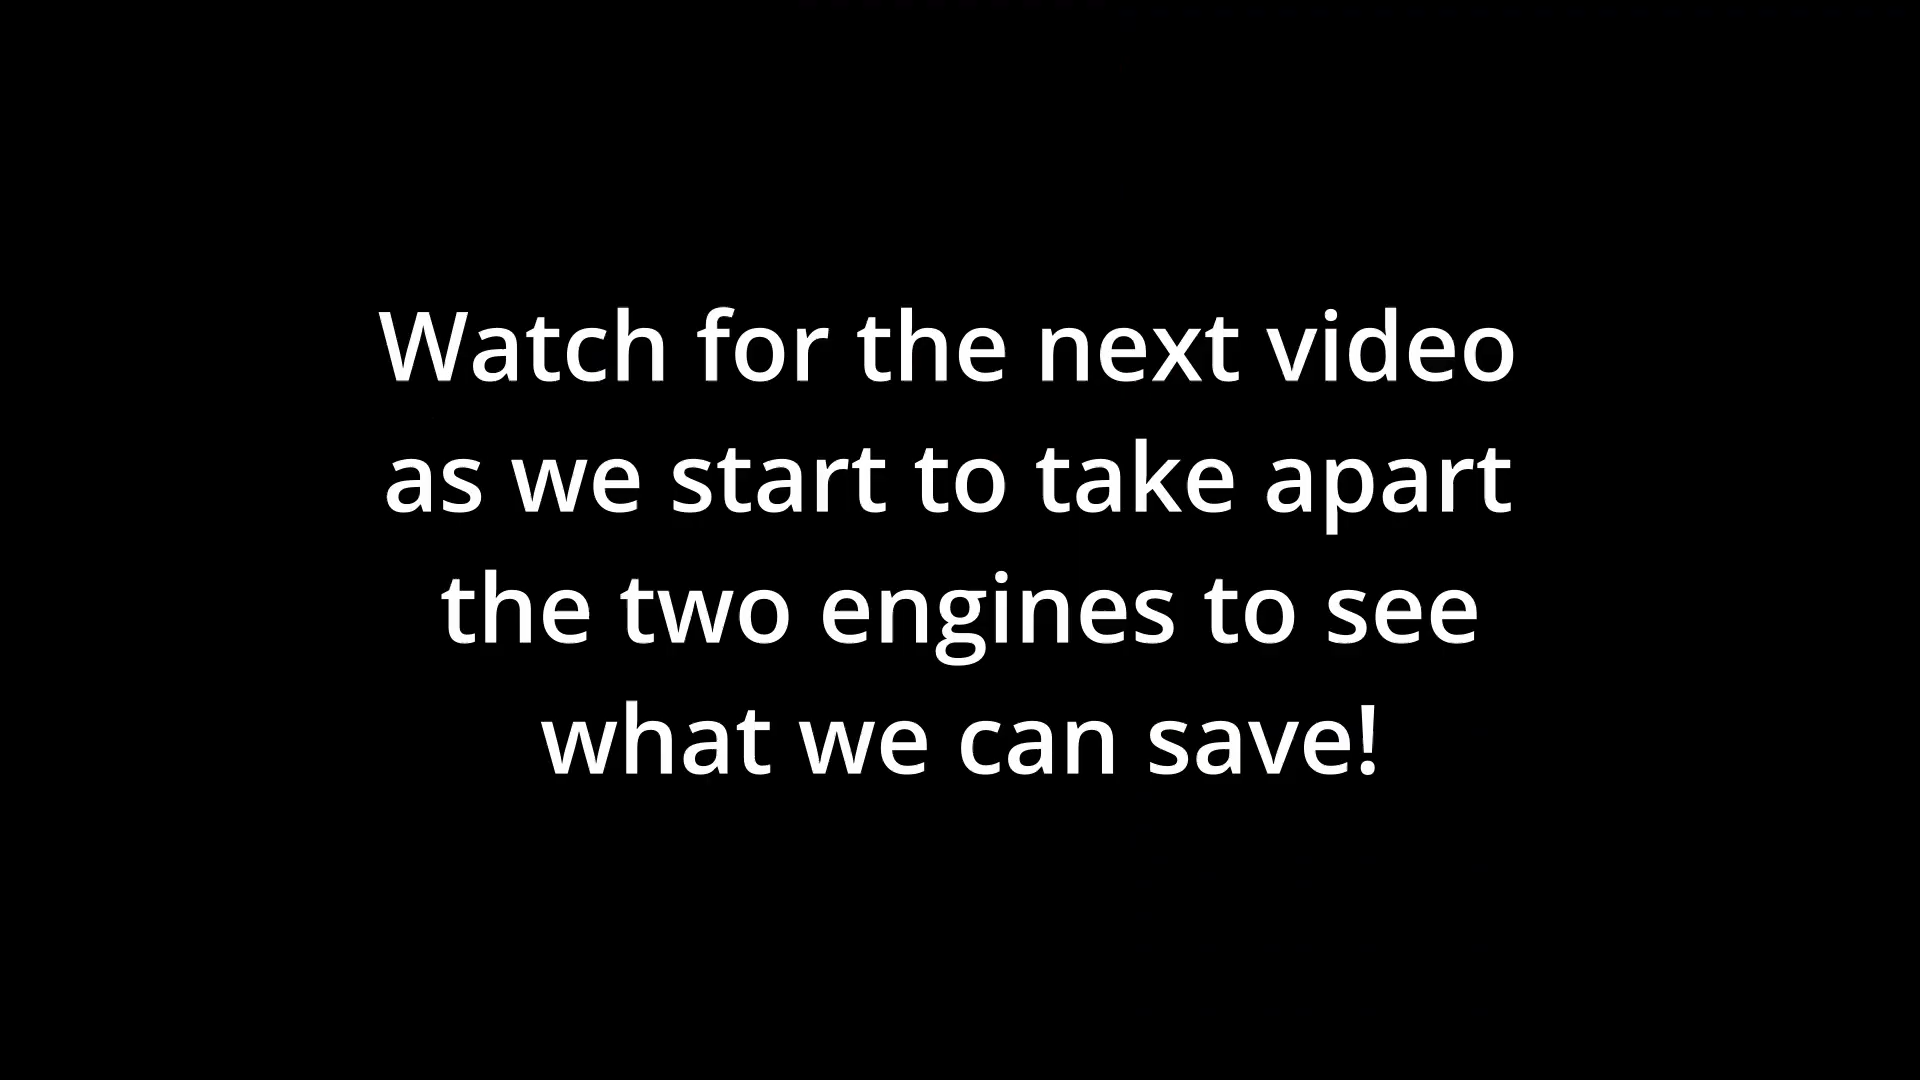 Watch for the next video
as we start to take apart
the two engines to see
what we can save!